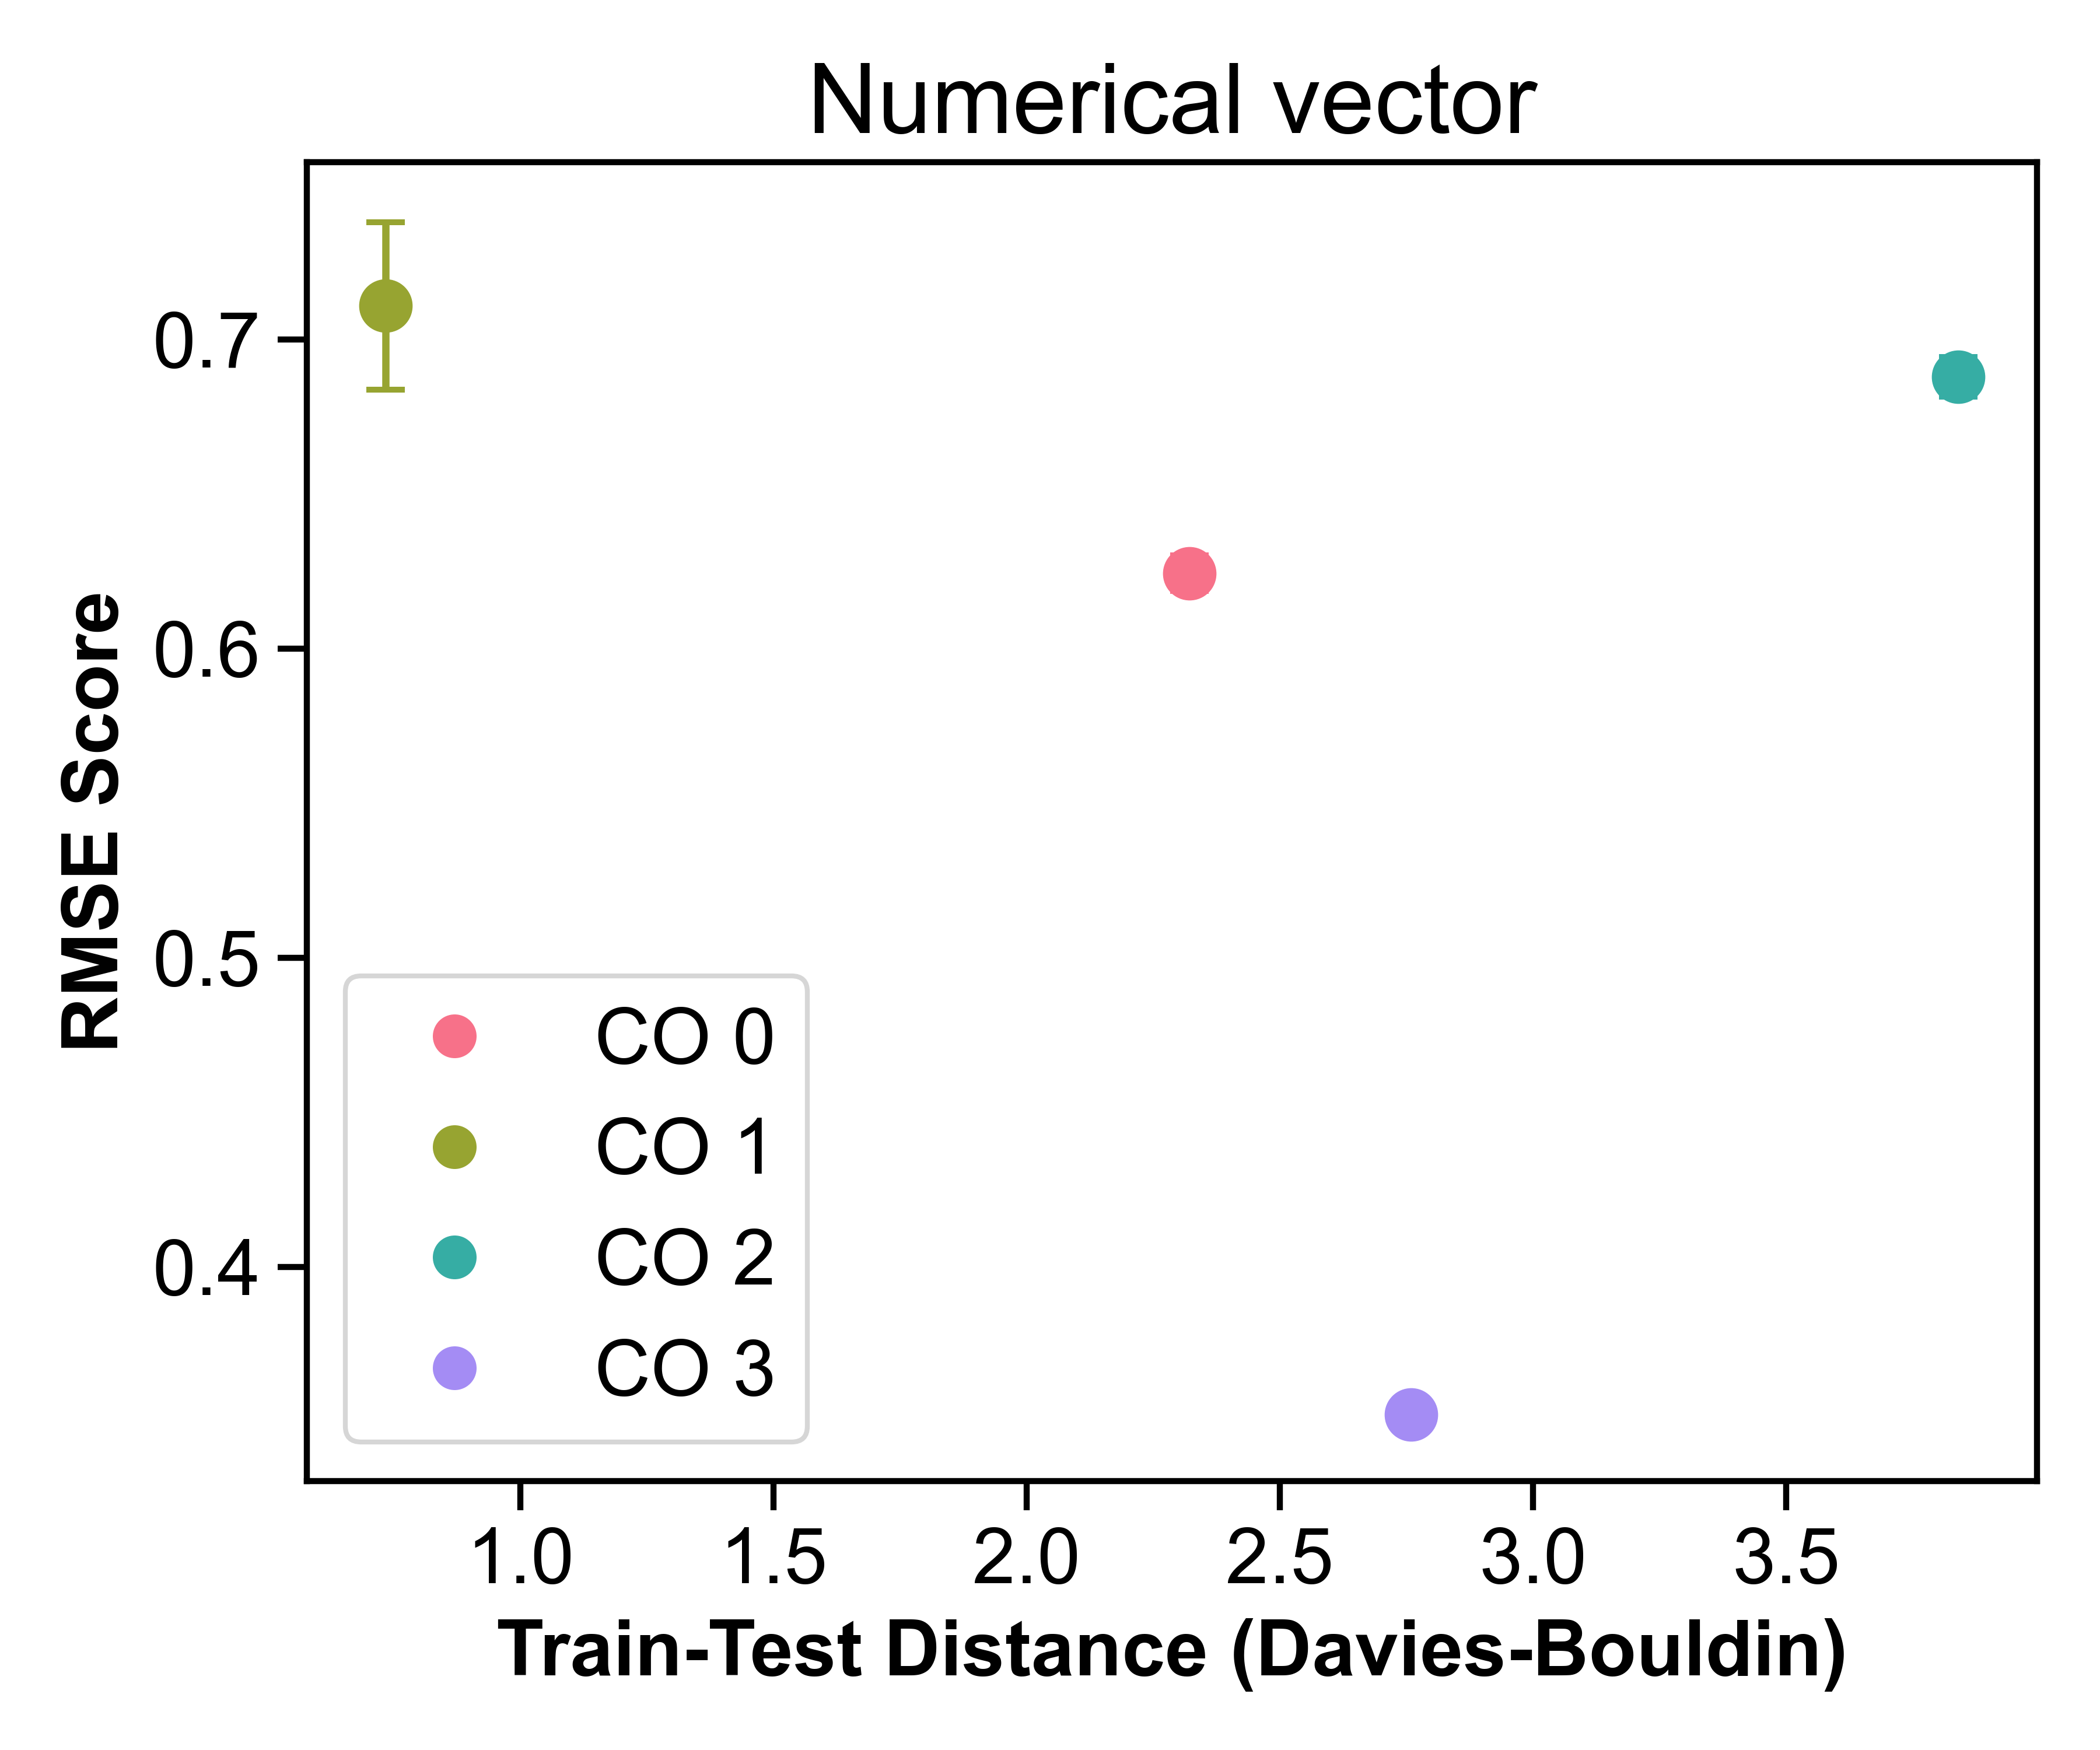 Numerical vector
RMSE Score
0.7
0.6
0.5
0.4
CO 0
CO 1
CO 2
CO 3
1.0 1.5 2.0 2.5 3.0 3.5
Train-Test Distance (Davies-Bouldin)